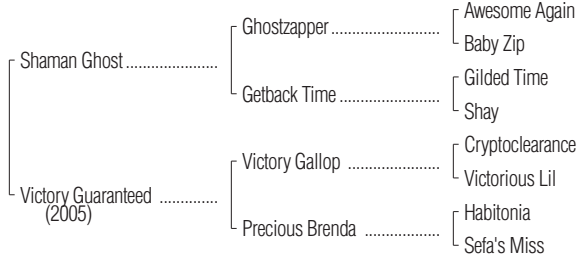 Awesome Again
Ghostzapper ......................
Baby Zip
Shaman Ghost ....................
Gilded Time
Getback Time ....................
Shay
Cryptoclearance
Victory Gallop ..................
Victorious Lil
Victory Guaranteed .............
(2005)
Habitonia
Precious Brenda ................
Sefa's Miss